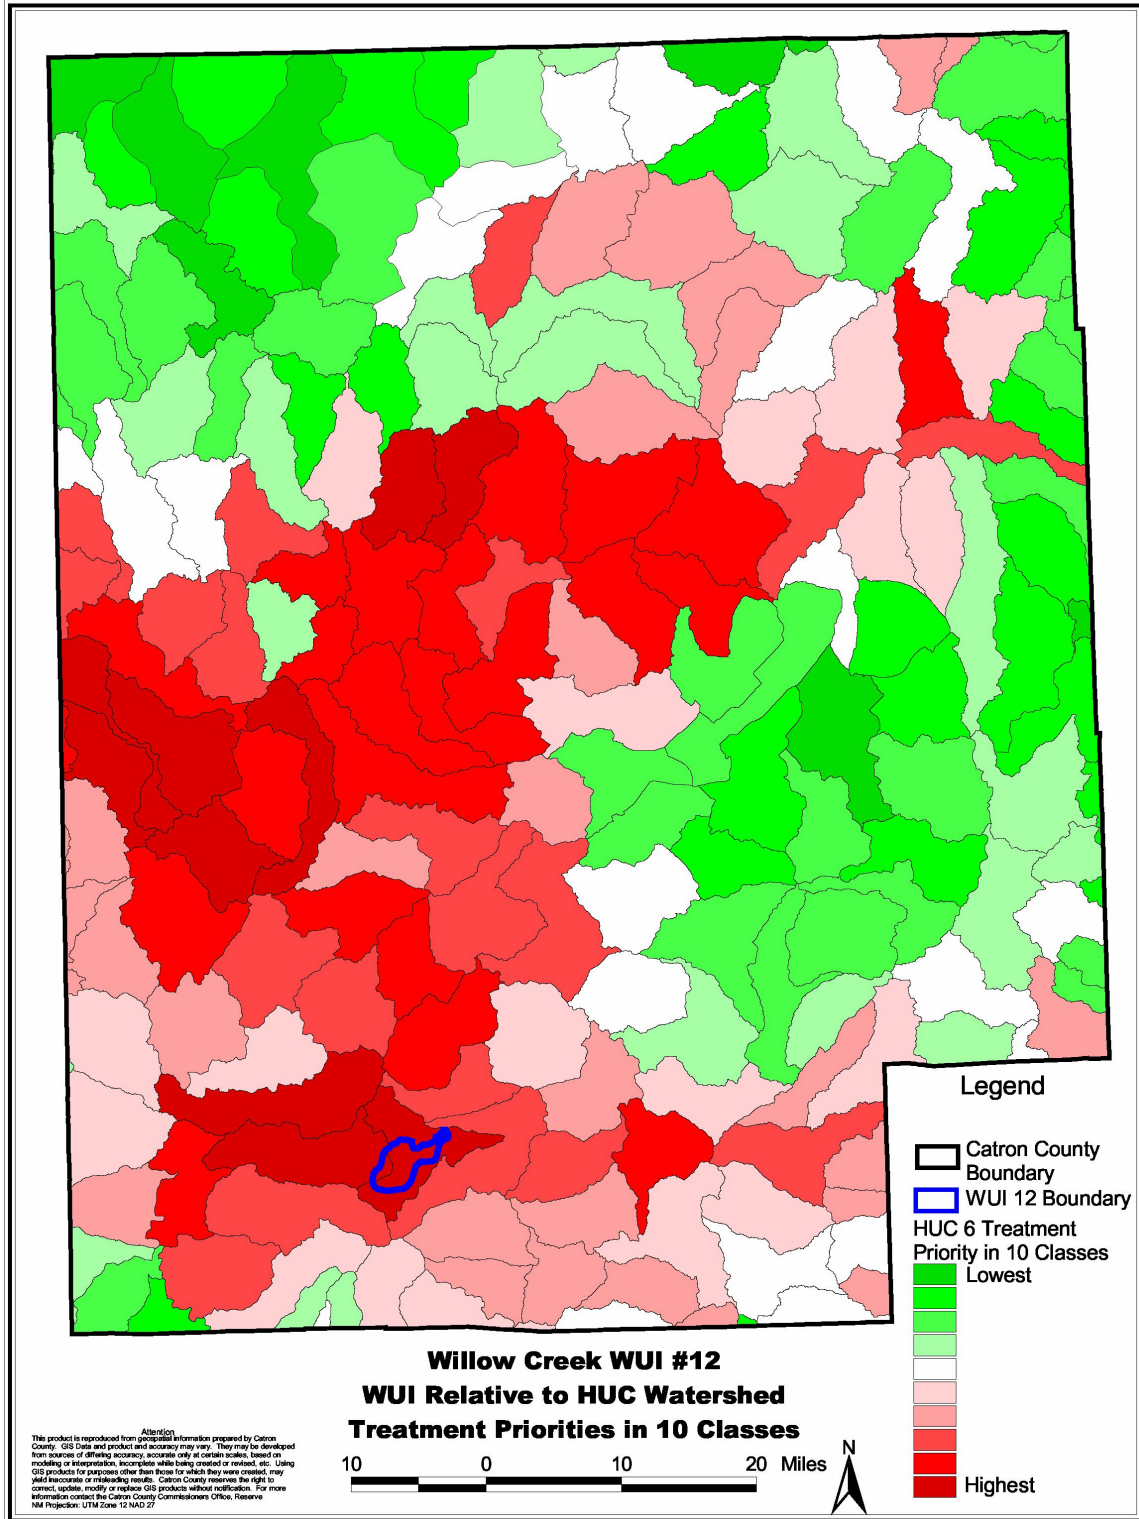 Legend
Catron County
Boundary
WUI 12 Boundary
HUC 6 Treatment
Priority in 10 Classes
Lowest
Highest
Willow Creek WUI #12
WUI Relative to HUC Watershed
Treatment Priorities in 10 Classes
10 0 10 20 Miles
N
Attention
This product is reproduced from geospatial information prepared by Catron
County. GIS Data and product and accuracy may vary. They may be developed
from sources of differing accuracy, accurate only at certain scales, based on
modeling or interpretation, incomplete while being created or revised, etc. Using
GIS products for purposes other than those for which they were created, may
yield inaccurate or misleading results. Catron County reserves the right to
correct, update, modify or replace GIS products without notification. For more
information contact the Catron County Commissioners Office, Reserve
NM Projection: UTM Zone 12 NAD 27